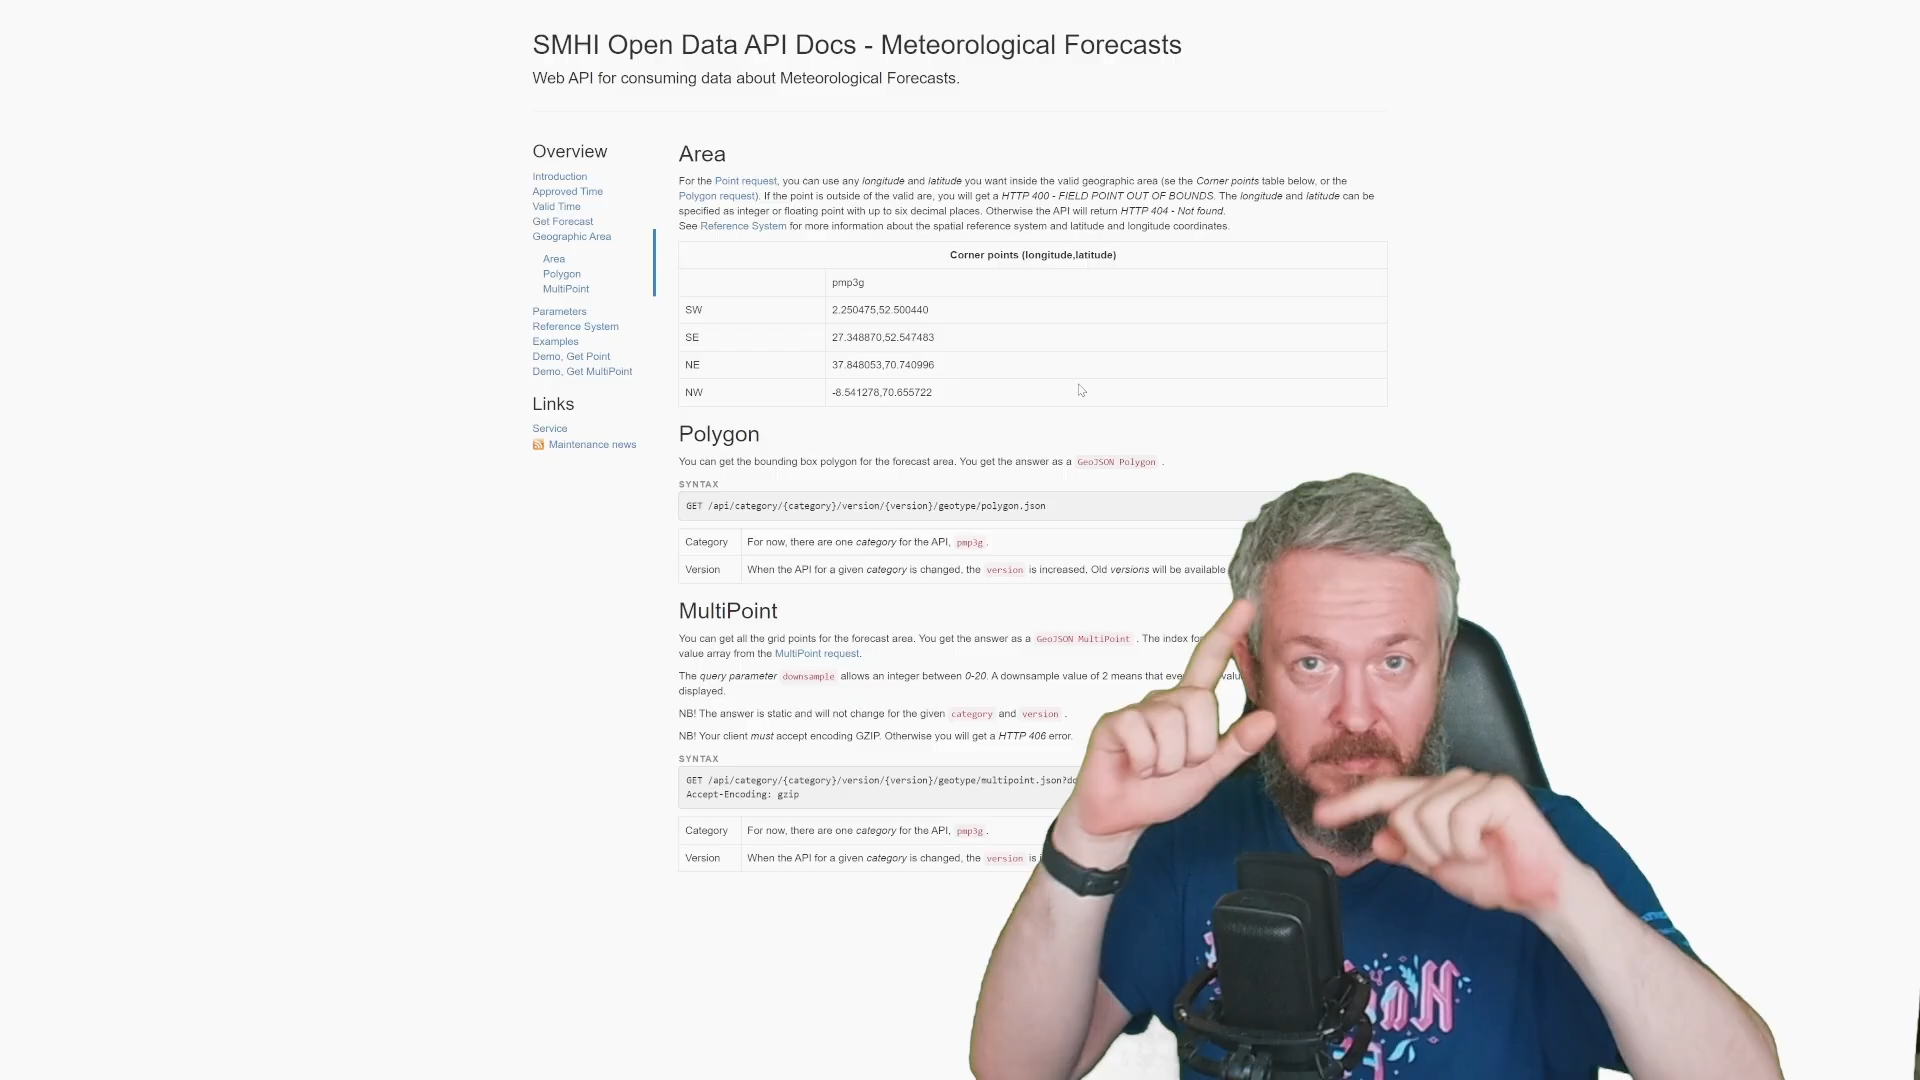 SMHI Open Data API Docs - Meteorological Forecasts
Web API for consuming data about Meteorological Forecasts.
Overview
Introduction
Approved Time
Valid Time
Get Forecast
Geographic Area
Area
Polygon
MultiPoint
Parameters
Reference System
Examples
Demo, Get Point
Demo, Get MultiPoint
Links
Service
Maintenance news
Area
For the Point request, you can use any longitude and latitude you want inside the valid geographic area (se the Corner points table below, or the
Polygon request). If the point is outside of the valid are, you will get a HTTP 400 - FIELD POINT OUT OF BOUNDS. The longitude and latitude can be
specified as integer or floating point with up to six decimal places. Otherwise the API will return HTTP 404 - Not found.
See Reference System for more information about the spatial reference system and latitude and longitude coordinates.
Corner points (longitude,latitude)
pmp3g
SW 2.250475,52.500440
SE 27.348870,52.547483
NE 37.848053,70.740996
NW -8.541278,70.655722
Polygon
You can get the bounding box polygon for the forecast area. You get the answer as a GeoJSON Polygon .
SYNTAX
GET /api/category/{category}/version/{version}/geotype/polygon.json
Category For now, there are one category for the API, pmp3g.
Version When the API for a given category is changed, the version is increased. Old versions will be available
MultiPoint
You can get all the grid points for the forecast area. You get the answer as a GeoJSON MultiPoint . The index
value array from the MultiPoint request.
The query parameter downsample allows an integer between 0-20. A downsample value of 2 means that
displayed.
NB! The answer is static and will not change for the given category and version .
NB! Your client must accept encoding GZIP. Otherwise you will get a HTTP 406 error.
SYNTAX
GET /api/category/{category}/version/{version}/geotype/multipoint.json?
Accept-Encoding: gzip
Category For now, there are one category for the API, pmp3g.
Version When the API for a given category is changed, the version is